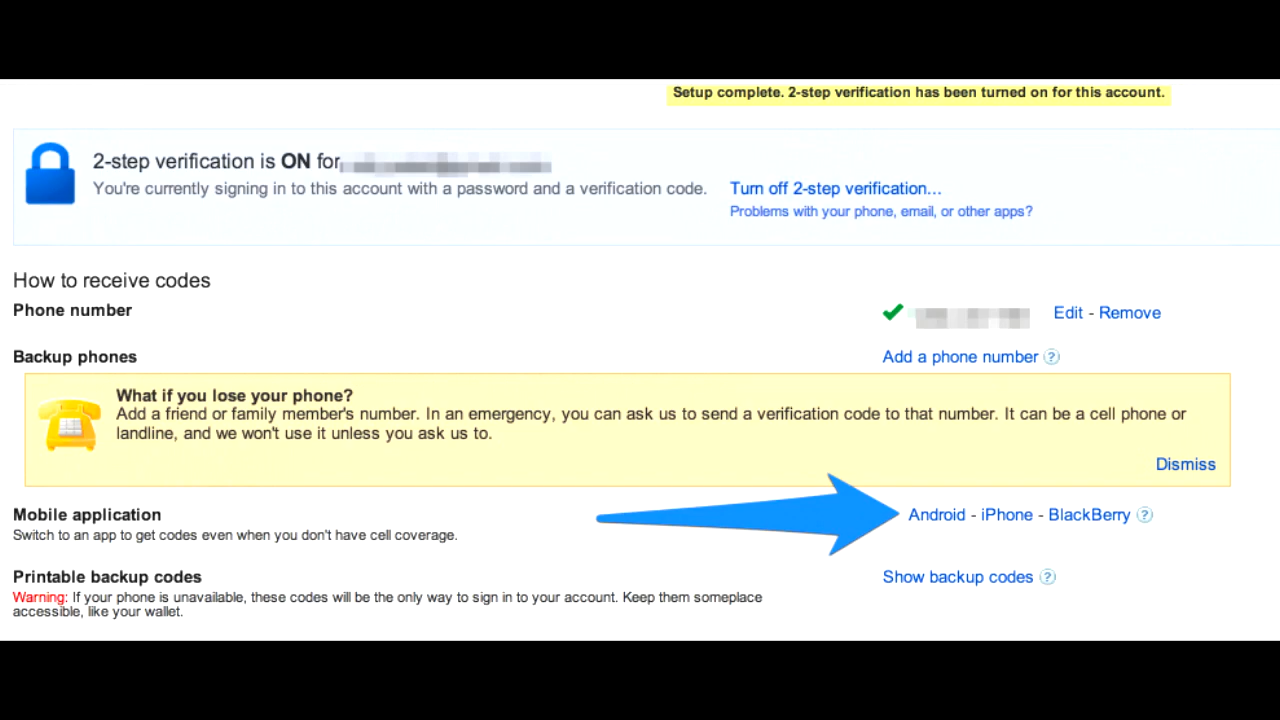 Setup complete. 2-step verification has been turned on for this account.
2-step verification is ON for
You're currently signing in to this account with a password and a verification code. Turn off 2-step verification...
Problems with your phone, email, or other apps?
How to receive codes
Phone number Edit - Remove
Backup phones Add a phone number ?
What if you lose your phone?
Add a friend or family member's number. In an emergency, you can ask us to send a verification code to that number. It can be a cell phone or
landline, and we won't use it unless you ask us to.
Dismiss
Mobile application Android - iPhone - BlackBerry ?
Switch to an app to get codes even when you don't have cell coverage.
Printable backup codes Show backup codes ?
Warning: If your phone is unavailable, these codes will be the only way to sign in to your account. Keep them someplace
accessible, like your wallet.